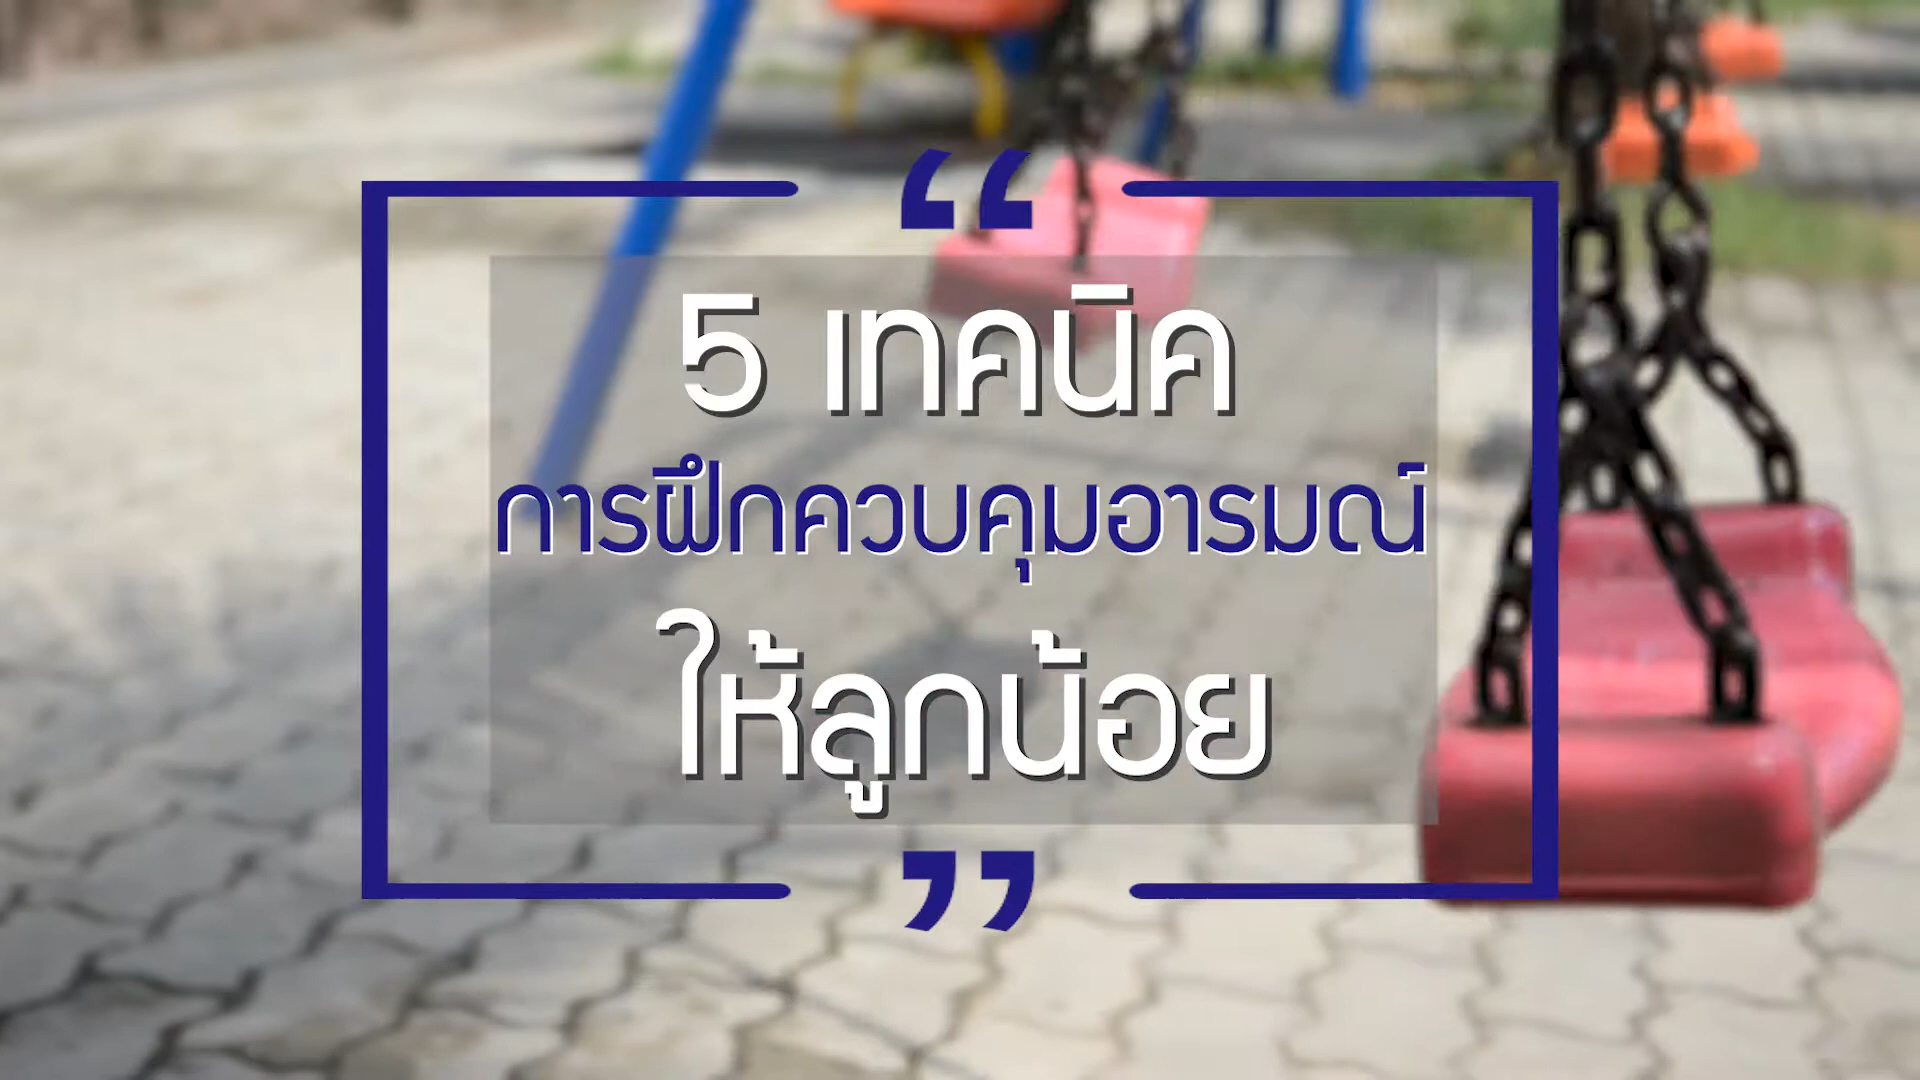 “
5 เทคนิค
การฝึกควบคุมอารมณ์
ให้ลูกน้อย
”